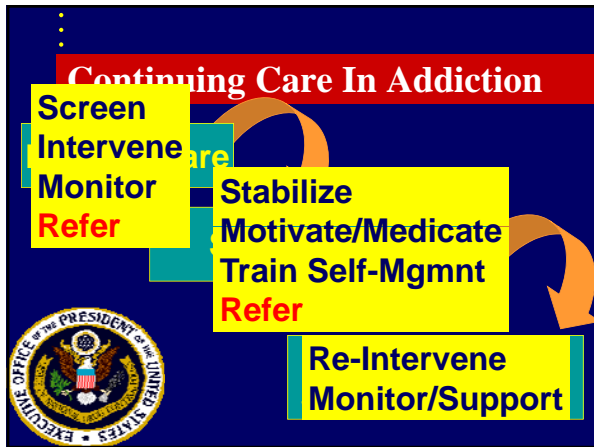 Continuing Care In Addiction
Screen
Intervene
Monitor
Refer
are
Stabilize
Motivate/Medicate
Train Self-Mgmnt
Refer
Re-Intervene
Monitor/Support
EXECUTIVE OFFICE OF THE PRESIDENT OF THE UNITED STATES